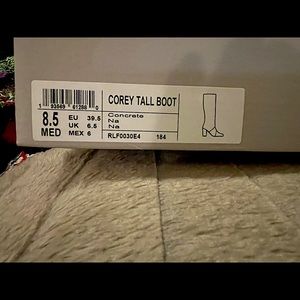 COREY TALL BOOT
8.5 EU 39.5
UK 6.5
MED MEX 6
Concrete
Na
Na
RLF0030E4 184